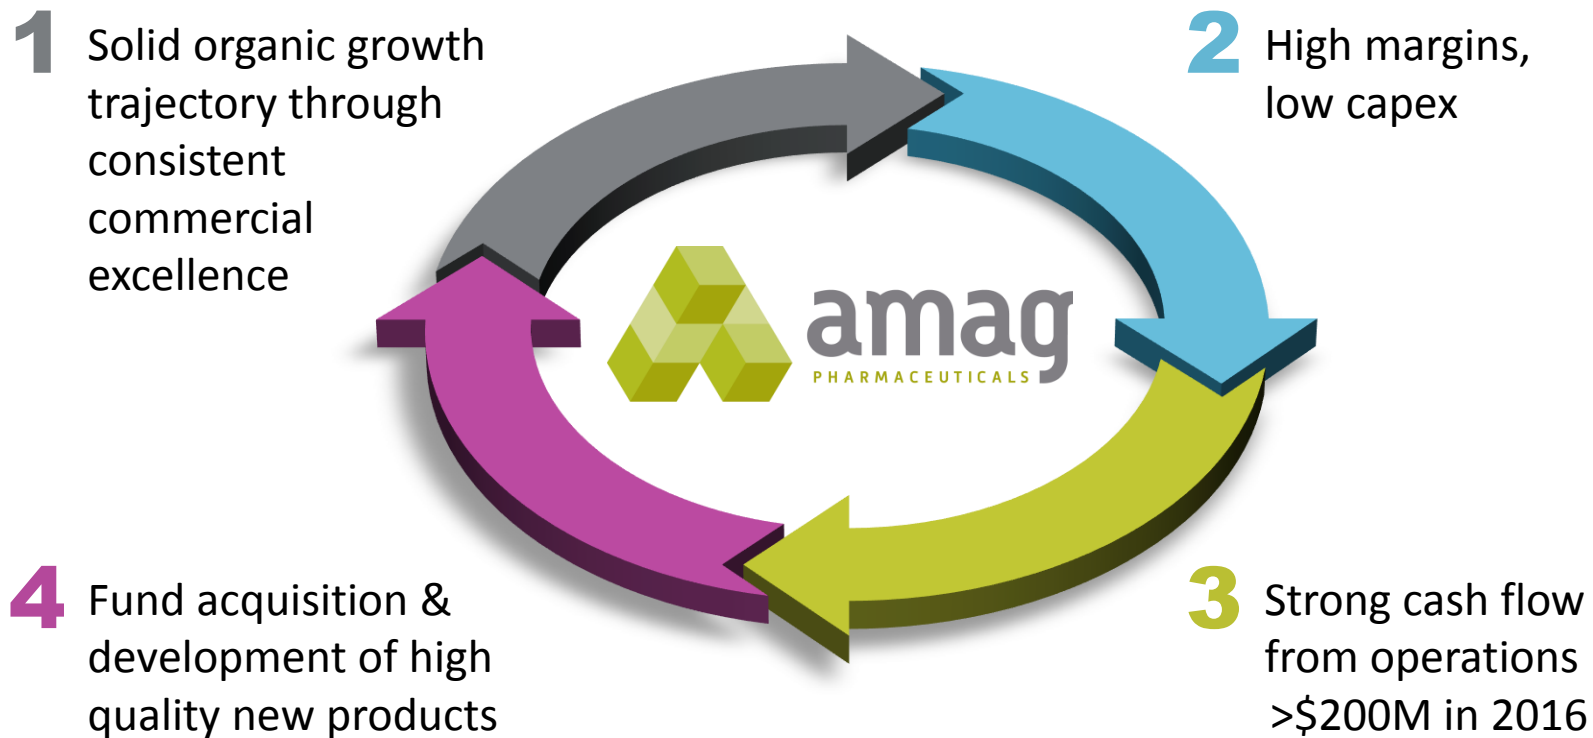 1 Solid organic growth
trajectory through
consistent
commercial
excellence
2 High margins,
low capex
amag
PHARMACEUTICALS
3 Strong cash flow
from operations
>$200M in 2016
4 Fund acquisition &
development of high
quality new products